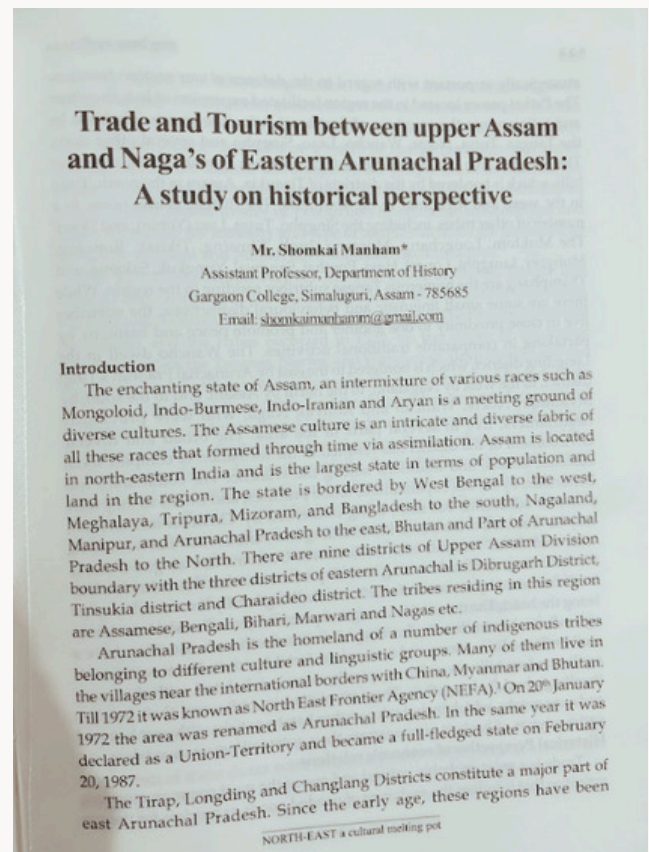 Trade and Tourism between upper Assam
and Naga's of Eastern Arunachal Pradesh:
A study on historical perspective
Mr. Shomkai Manham*
Assistant Professor, Department of History
Gargaon College, Simaluguri, Assam - 785685
Email: shomkaimanhamm@gmail.com
Introduction
The enchanting state of Assam, an intermixture of various races such as
Mongoloid, Indo-Burmese, Indo-Iranian and Aryan is a meeting ground of
diverse cultures. The Assamese culture is an intricate and diverse fabric of
all these races that formed through time via assimilation. Assam is located
in north-eastern India and is the largest state in terms of population and
land in the region. The state is bordered by West Bengal to the west,
Meghalaya, Tripura, Mizoram, and Bangladesh to the south, Nagaland,
Manipur, and Arunachal Pradesh to the east, Bhutan and Part of Arunachal
Pradesh to the North. There are nine districts of Upper Assam Division
boundary with the three districts of eastern Arunachal is Dibrugarh District,
Tinsukia district and Charaideo district. The tribes residing in this region
are Assamese, Bengali, Bihari, Marwari and Nagas etc.
Arunachal Pradesh is the homeland of a number of indigenous tribes
belonging to different culture and linguistic groups. Many of them live in
the villages near the international borders with China, Myanmar and Bhutan.
Till 1972 it was known as North East Frontier Agency (NEFA).¹ On 20th January
1972 the area was renamed as Arunachal Pradesh. In the same year it was
declared as a Union-Territory and became a full-fledged state on February
20, 1987.
The Tirap, Longding and Changlang Districts constitute a major part of
east Arunachal Pradesh. Since the early age, these regions have been
NORTH-EAST a cultural melting pot